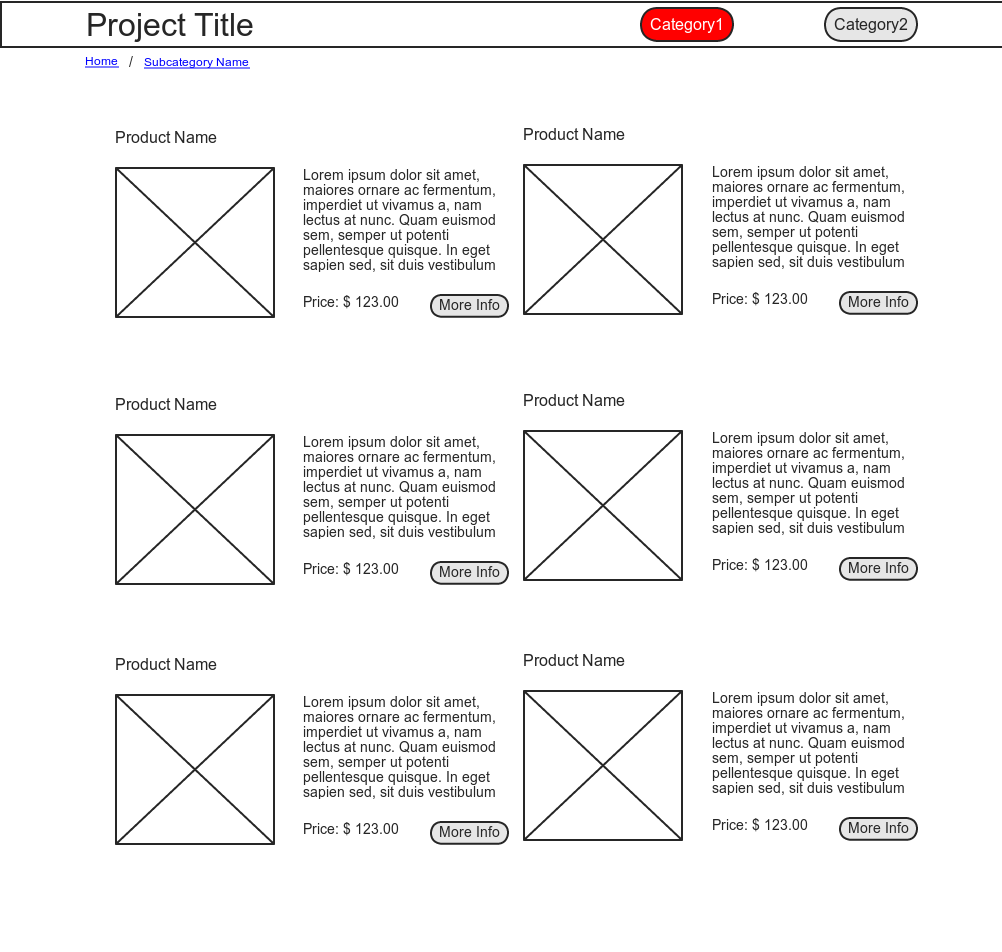 Project Title
Category1
Category2
Home / Subcategory Name
Product Name
Lorem ipsum dolor sit amet,
maiores ornare ac fermentum,
imperdiet ut vivamus a, nam
lectus at nunc. Quam euismod
sem, semper ut potenti
pellentesque quisque. In eget
sapien sed, sit duis vestibulum
Price: $ 123.00
More Info
Product Name
Lorem ipsum dolor sit amet,
maiores ornare ac fermentum,
imperdiet ut vivamus a, nam
lectus at nunc. Quam euismod
sem, semper ut potenti
pellentesque quisque. In eget
sapien sed, sit duis vestibulum
Price: $ 123.00
More Info
Product Name
Lorem ipsum dolor sit amet,
maiores ornare ac fermentum,
imperdiet ut vivamus a, nam
lectus at nunc. Quam euismod
sem, semper ut potenti
pellentesque quisque. In eget
sapien sed, sit duis vestibulum
Price: $ 123.00
More Info
Product Name
Lorem ipsum dolor sit amet,
maiores ornare ac fermentum,
imperdiet ut vivamus a, nam
lectus at nunc. Quam euismod
sem, semper ut potenti
pellentesque quisque. In eget
sapien sed, sit duis vestibulum
Price: $ 123.00
More Info
Product Name
Lorem ipsum dolor sit amet,
maiores ornare ac fermentum,
imperdiet ut vivamus a, nam
lectus at nunc. Quam euismod
sem, semper ut potenti
pellentesque quisque. In eget
sapien sed, sit duis vestibulum
Price: $ 123.00
More Info
Product Name
Lorem ipsum dolor sit amet,
maiores ornare ac fermentum,
imperdiet ut vivamus a, nam
lectus at nunc. Quam euismod
sem, semper ut potenti
pellentesque quisque. In eget
sapien sed, sit duis vestibulum
Price: $ 123.00
More Info